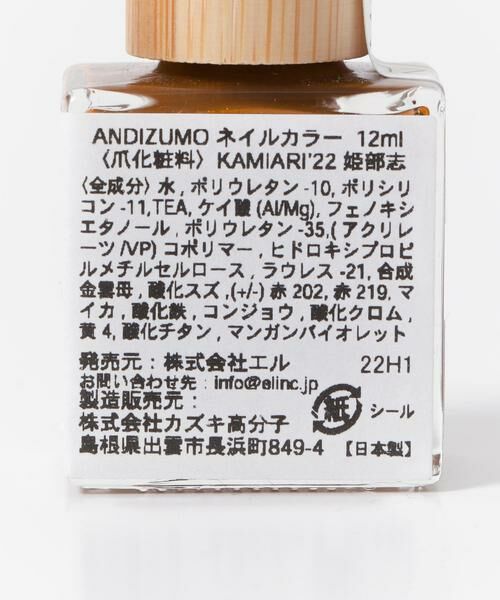 ANDIZUMO ネイルカラー 12ml
〈爪化粧料〉 KAMIARI'22 姫部志
〈全成分〉水 , ポリウレタン -10, ポリシリ
コン -11,TEA, ケイ酸 (Al/Mg), フェノキシ
エタノール , ポリウレタン -35,( アクリレ
ーツ /VP) コポリマー , ヒドロキシプロピ
ルメチルセルロース , ラウレス -21, 合成
金雲母 , 酸化スズ ,(+/-) 赤 202, 赤 219, マ
イカ , 酸化鉄 , コンジョウ , 酸化クロム ,
黄 4, 酸化チタン , マンガンバイオレット
発売元 : 株式会社エル 22H1
お問い合わせ先 : info@elinc.jp
製造販売元 :
紙 シール
株式会社カズキ高分子
島根県出雲市長浜町849-4 【日本製】